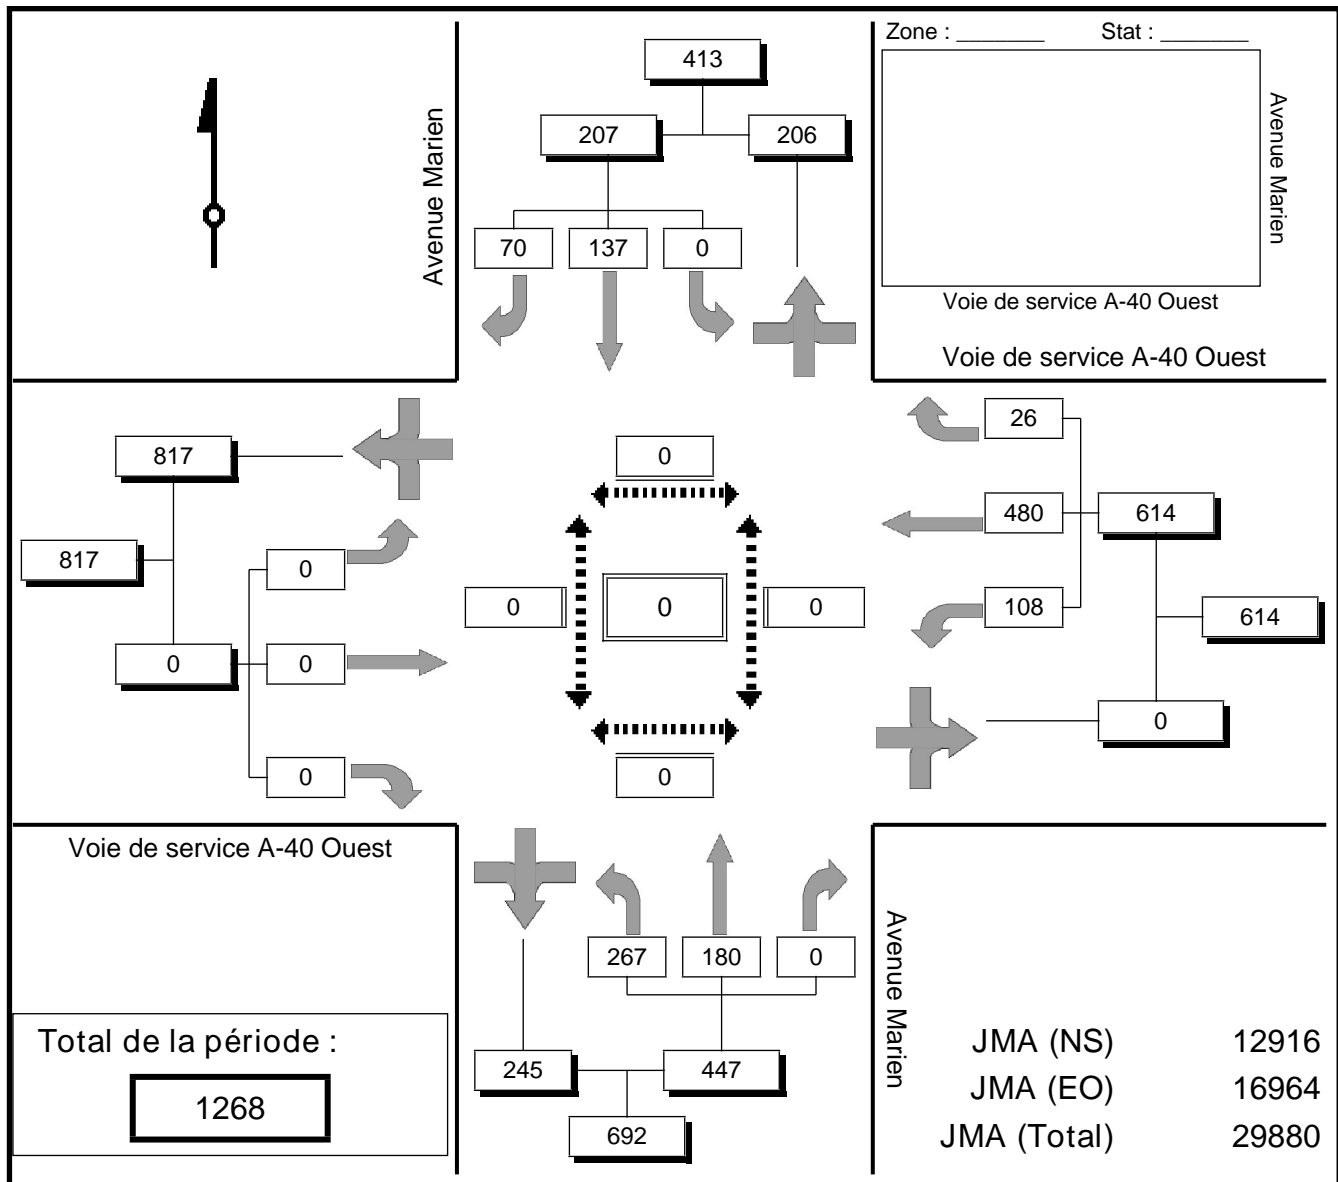 Zone : _______ Stat : _______
413
207
206
Avenue Marien
Avenue Marien
70
137
0
Voie de service A-40 Ouest
Voie de service A-40 Ouest
817
817
0
0
0
0
0
0
0
0
0
26
480
108
614
614
0
Voie de service A-40 Ouest
267
180
0
245
447
692
Avenue Marien
Total de la période :
1268
JMA (NS) 12916
JMA (EO) 16964
JMA (Total) 29880